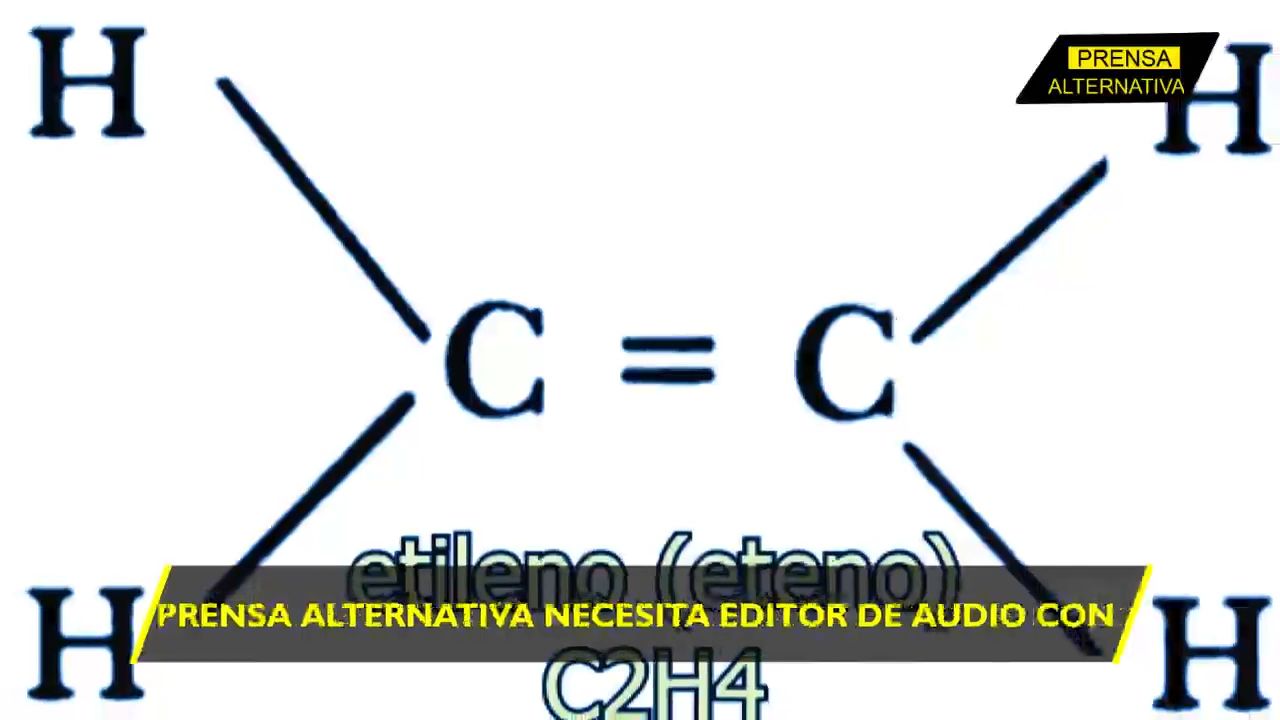 H
PRENSA
ALTERNATIVA
H
C = C
etileno (eteno)
PRENSA ALTERNATIVA NECESITA EDITOR DE AUDIO CON
H
H
C2H4